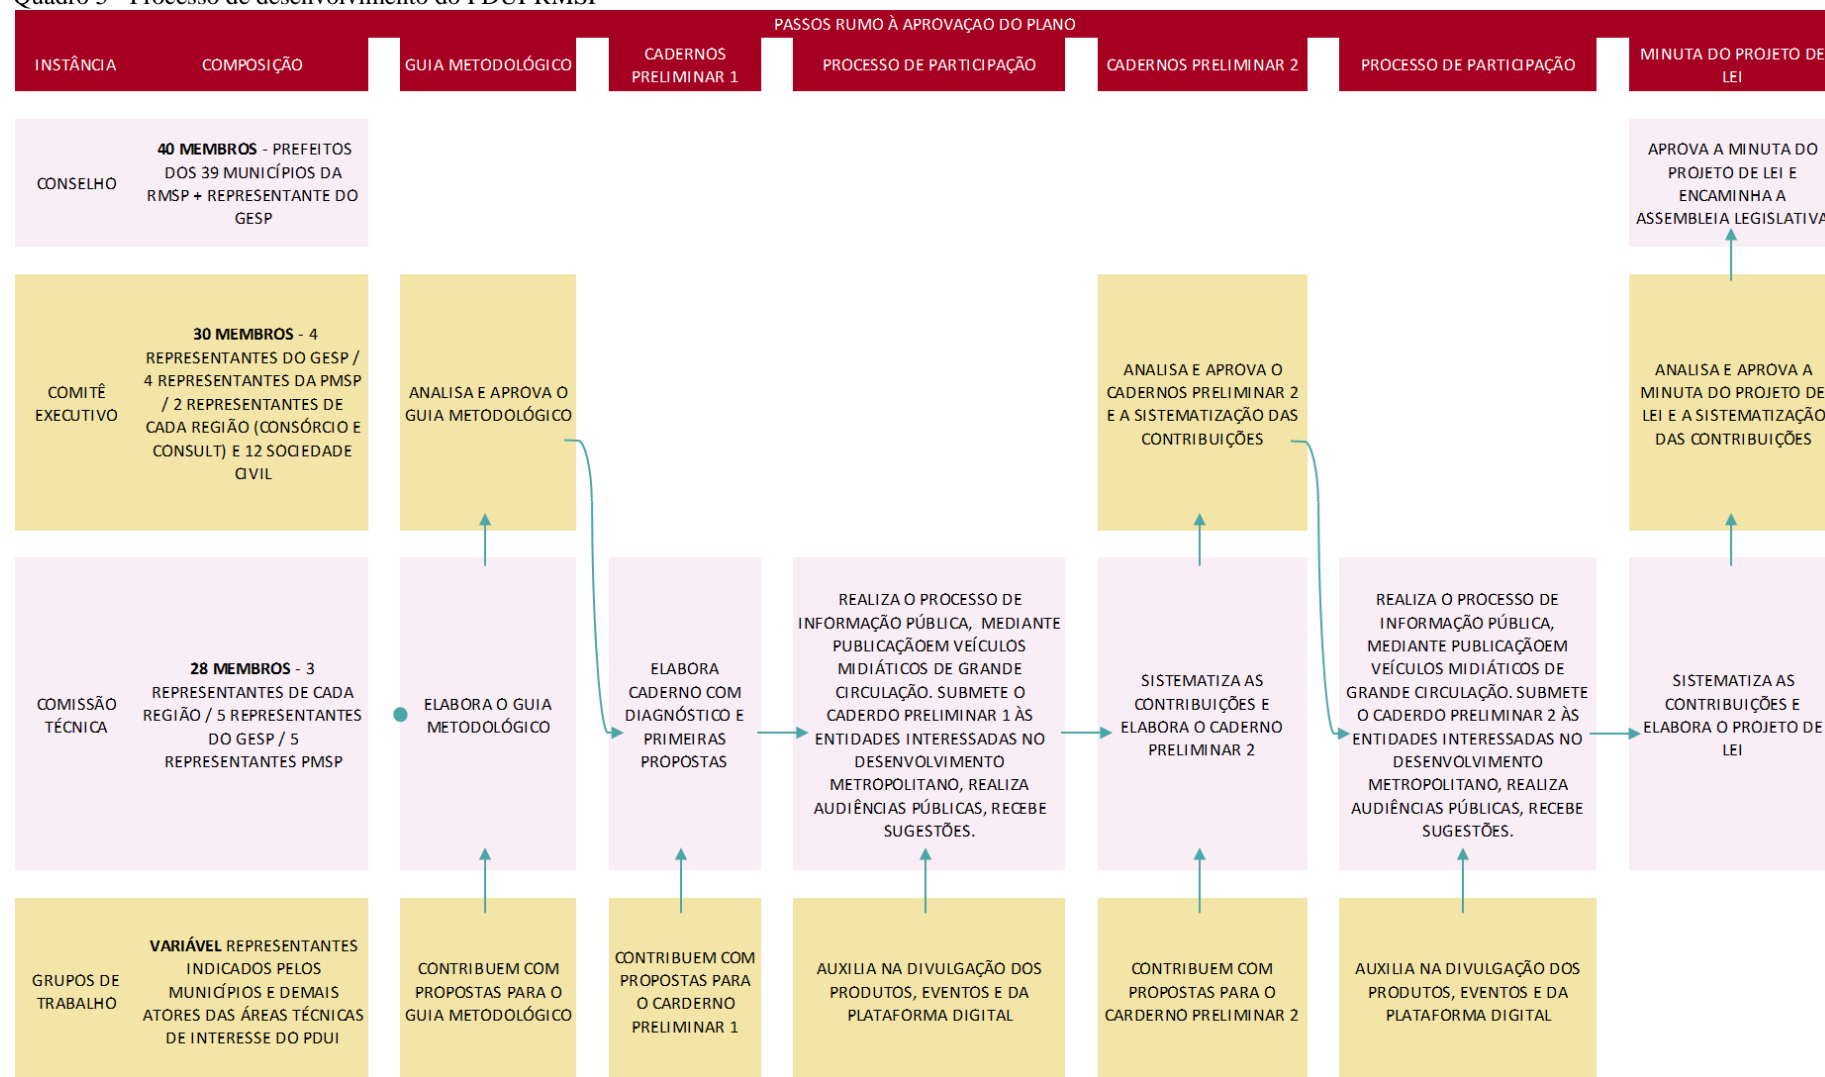 Quadro 3 - Processo de desenvolvimento do PDUI RMSP
PASSOS RUMO À APROVAÇAO DO PLANO
INSTÂNCIA
COMPOSIÇÃO
GUIA METODOLÓGICO
CADERNOS
PRELIMINAR 1
PROCESSO DE PARTICIPAÇÃO
CADERNOS PRELIMINAR 2
PROCESSO DE PARTICIPAÇÃO
MINUTA DO PROJETO DE
LEI
CONSELHO
40 MEMBROS - PREFEITOS
DOS 39 MUNICÍPIOS DA
RMSP + REPRESENTANTE DO
GESP
APROVA A MINUTA DO
PROJETO DE LEI E
ENCAMINHA A
ASSEMBLEIA LEGISLATIVA
COMITÊ
EXECUTIVO
30 MEMBROS - 4
REPRESENTANTES DO GESP /
4 REPRESENTANTES DA PMSP
/ 2 REPRESENTANTES DE
CADA REGIÃO (CONSÓRCIO E
CONSULT) E 12 SOCIEDADE
CIVIL
ANALISA E APROVA O
GUIA METODOLÓGICO
ANALISA E APROVA O
CADERNOS PRELIMINAR 2
E A SISTEMATIZAÇÃO DAS
CONTRIBUIÇÕES
ANALISA E APROVA A
MINUTA DO PROJETO DE
LEI E A SISTEMATIZAÇÃO
DAS CONTRIBUIÇÕES
COMISSÃO
TÉCNICA
28 MEMBROS - 3
REPRESENTANTES DE CADA
REGIÃO / 5 REPRESENTANTES
DO GESP / 5
REPRESENTANTES PMSP
ELABORA O GUIA
METODOLÓGICO
ELABORA
CADERNO COM
DIAGNÓSTICO E
PRIMEIRAS
PROPOSTAS
REALIZA O PROCESSO DE
INFORMAÇÃO PÚBLICA, MEDIANTE
PUBLICAÇÃOEM VEÍCULOS
MIDIÁTICOS DE GRANDE
CIRCULAÇÃO. SUBMETE O
CADERDO PRELIMINAR 1 ÀS
ENTIDADES INTERESSADAS NO
DESENVOLVIMENTO
METROPOLITANO, REALIZA
AUDIÊNCIAS PÚBLICAS, RECEBE
SUGESTÕES.
SISTEMATIZA AS
CONTRIBUIÇÕES E
ELABORA O CADERNO
PRELIMINAR 2
REALIZA O PROCESSO DE
INFORMAÇÃO PÚBLICA,
MEDIANTE PUBLICAÇÃOEM
VEÍCULOS MIDIÁTICOS DE
GRANDE CIRCULAÇÃO. SUBMETE
O CADERDO PRELIMINAR 2 ÀS
ENTIDADES INTERESSADAS NO
DESENVOLVIMENTO
METROPOLITANO, REALIZA
AUDIÊNCIAS PÚBLICAS, RECEBE
SUGESTÕES.
SISTEMATIZA AS
CONTRIBUIÇÕES E
ELABORA O PROJETO DE
LEI
GRUPOS DE
TRABALHO
VARIÁVEL REPRESENTANTES
INDICADOS PELOS
MUNICÍPIOS E DEMAIS
ATORES DAS ÁREAS TÉCNICAS
DE INTERESSE DO PDUI
CONTRIBUEM COM
PROPOSTAS PARA O
GUIA METODOLÓGICO
CONTRIBUEM COM
PROPOSTAS PARA
O CARDERNO
PRELIMINAR 1
AUXILIA NA DIVULGAÇÃO DOS
PRODUTOS, EVENTOS E DA
PLATAFORMA DIGITAL
CONTRIBUEM COM
PROPOSTAS PARA O
CARDERNO PRELIMINAR 2
AUXILIA NA DIVULGAÇÃO DOS
PRODUTOS, EVENTOS E DA
PLATAFORMA DIGITAL